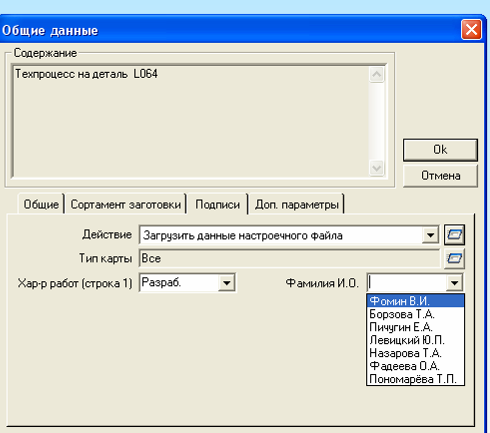 Общие данные
Содержание
Техпроцесс на деталь L064
Ok
Отмена
Общие Сортамент заготовки Подписи Доп. параметры
Действие Загрузить данные настроечного файла
Тип карты Все
Хар-р работ (строка 1) Разраб. Фамилия И.О.
Фомин В.И.
Борзова Т.А.
Пичугин Е.А.
Левицкий Ю.П.
Назарова Т.А.
Фадеева О.А.
Пономарёва Т.П.